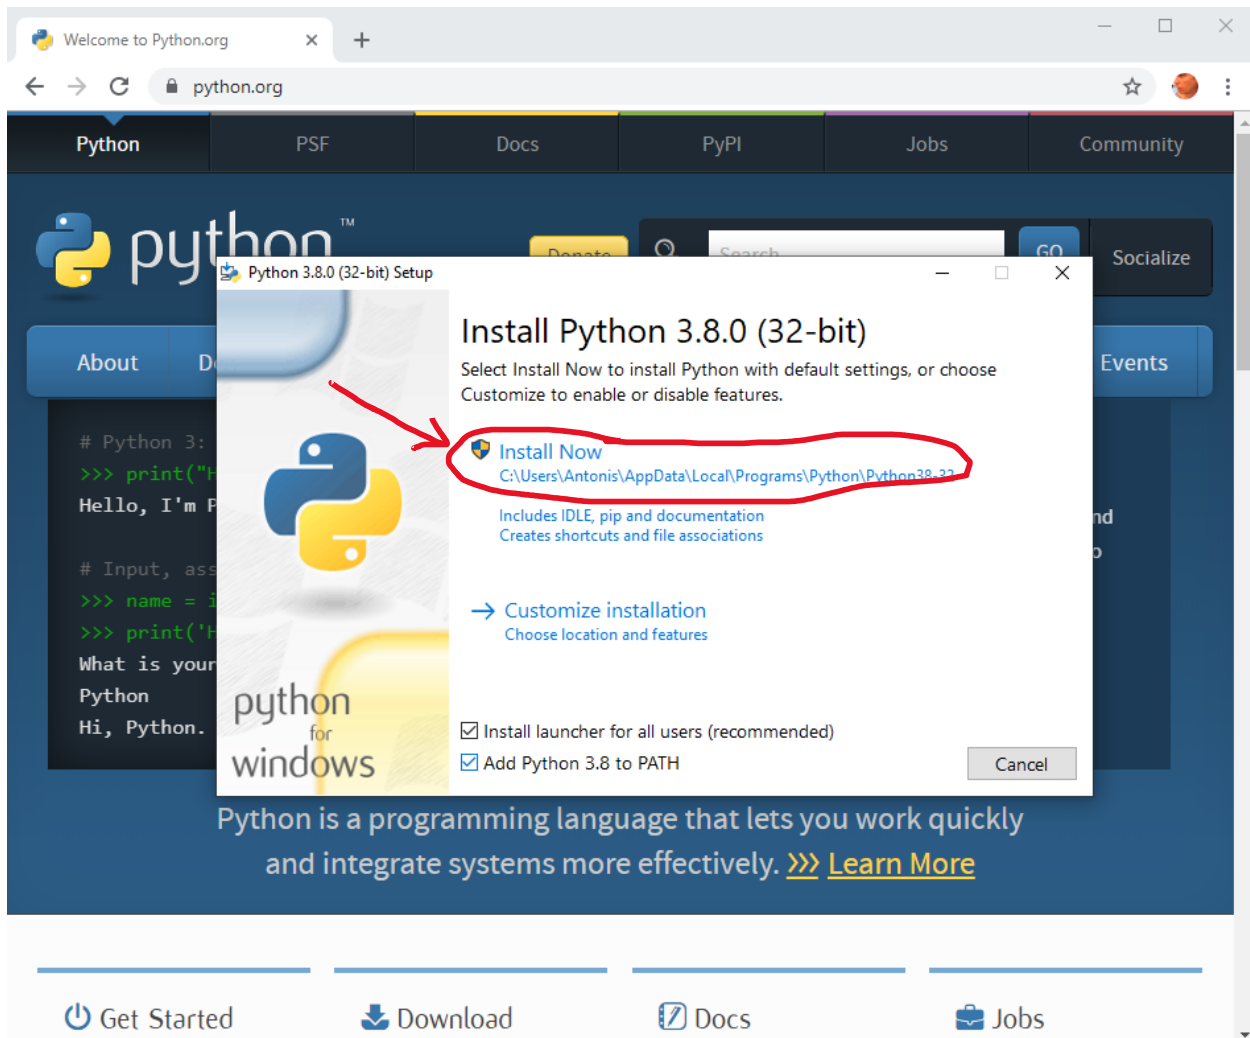 Welcome to Python.org
python.org
Python PSF Docs PyPI Jobs Community
python™
Donate Search GO Socialize
Python 3.8.0 (32-bit) Setup
Install Python 3.8.0 (32-bit)
Select Install Now to install Python with default settings, or choose
Customize to enable or disable features.
About Events
Install Now
C:\Users\Antonis\AppData\Local\Programs\Python\Python38-32
Includes IDLE, pip and documentation
Creates shortcuts and file associations
Customize installation
Choose location and features
Install launcher for all users (recommended)
Add Python 3.8 to PATH
Cancel
python
for
windows
# Python 3:
>>> print("H
Hello, I'm P
# Input, ass
>>> name = i
>>> print('H
What is your
Python
Hi, Python.
Python is a programming language that lets you work quickly
and integrate systems more effectively. >>> Learn More
Get Started Download Docs Jobs